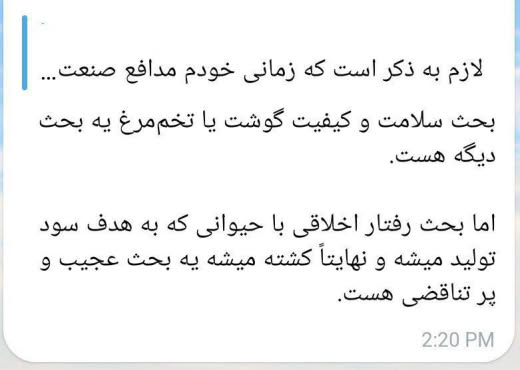 لازم به ذکر است که زمانی خودم مدافع صنعت...
بحث سلامت و کیفیت گوشت یا تخم‌مرغ یه بحث
دیگه هست.
اما بحث رفتار اخلاقی با حیوانی که به هدف سود
تولید میشه و نهایتاً کشته میشه یه بحث عجیب و
پر تناقضی هست.
2:20 PM